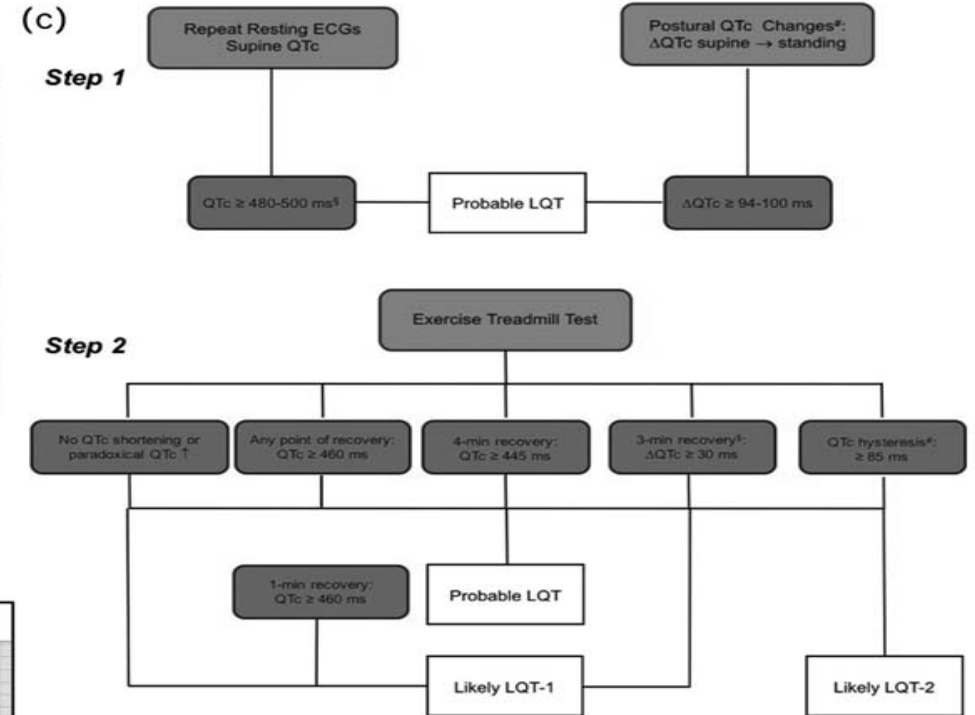 (c)
Repeat Resting ECGs
Supine QTc
Postural QTc Changes#:
ΔQTc supine → standing
Step 1
QTc ≥ 480-500 ms§
Probable LQT
ΔQTc ≥ 94-100 ms
Exercise Treadmill Test
Step 2
No QTc shortening or
paradoxical QTc ↑
Any point of recovery:
QTc ≥ 460 ms
4-min recovery:
QTc ≥ 445 ms
3-min recovery§:
ΔQTc ≥ 30 ms
QTc hysteresis#:
≥ 85 ms
1-min recovery:
QTc ≥ 460 ms
Probable LQT
Likely LQT-1
Likely LQT-2